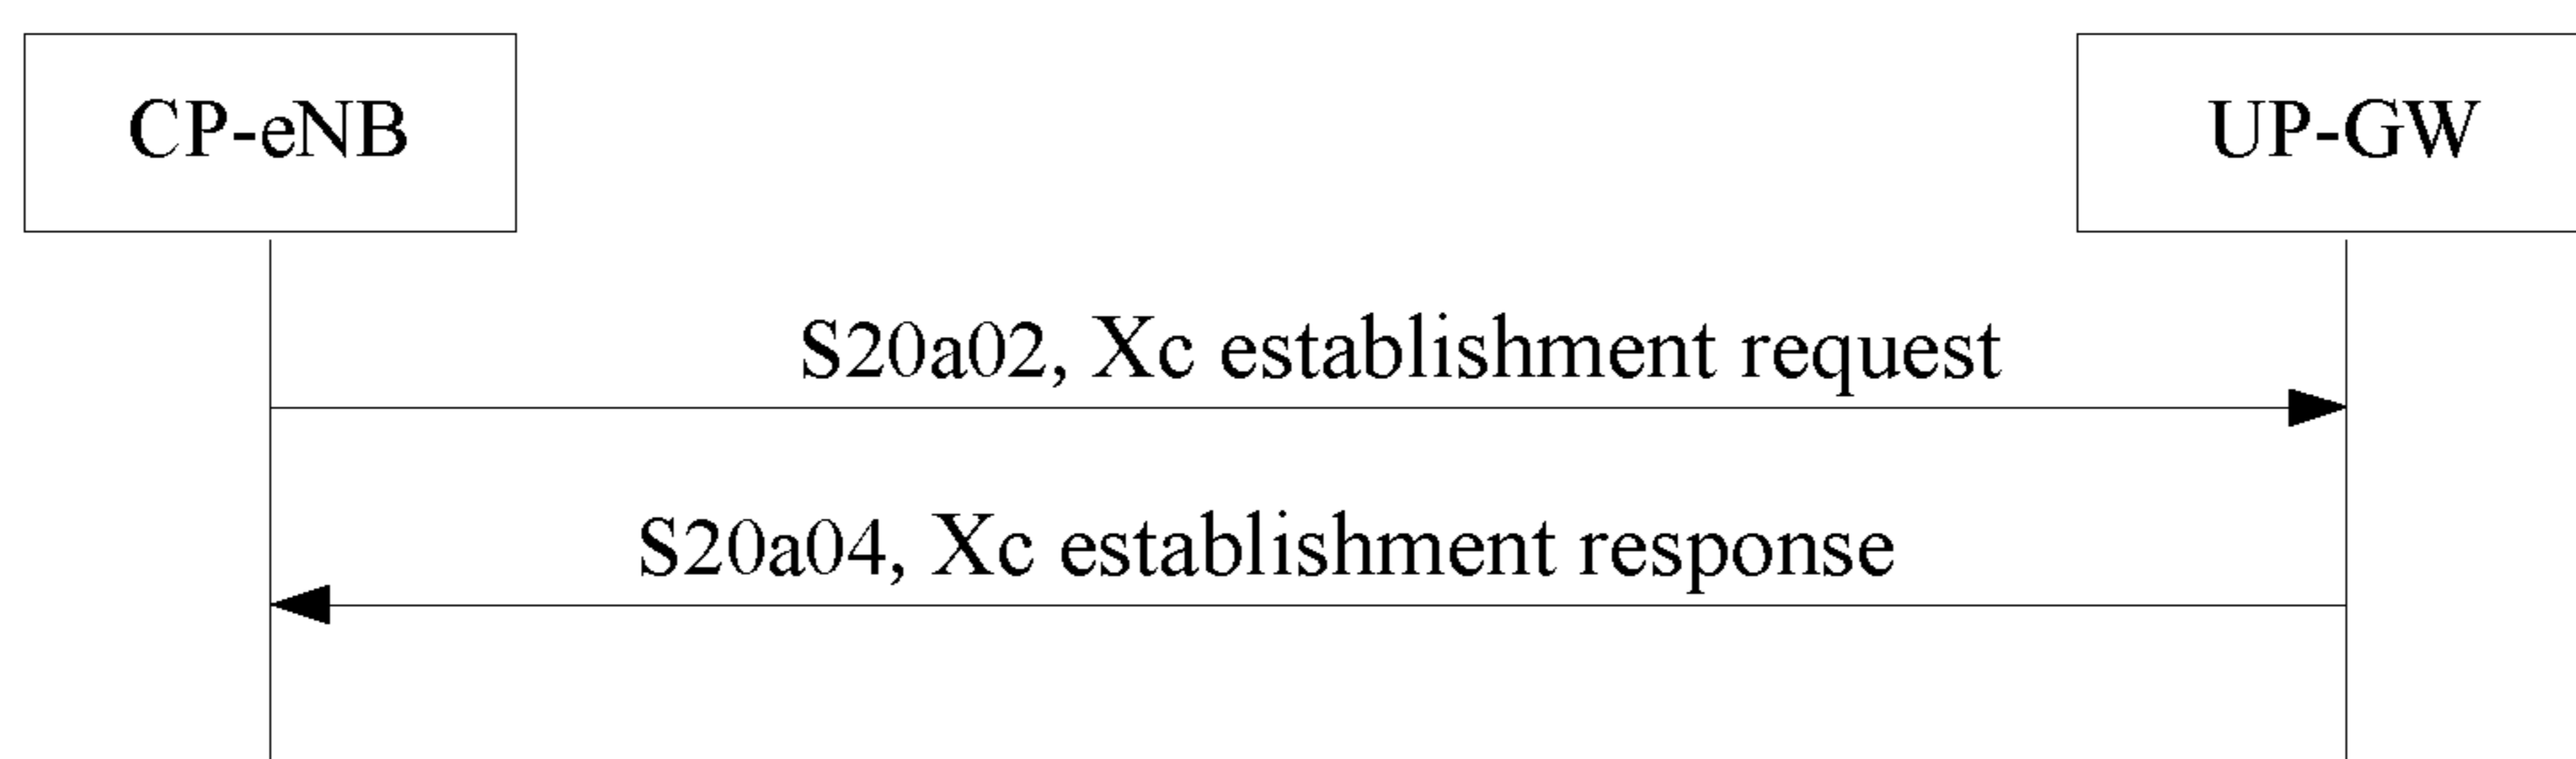 CP-eNB
UP-GW
S20a02, Xc establishment request
S20a04, Xc establishment response